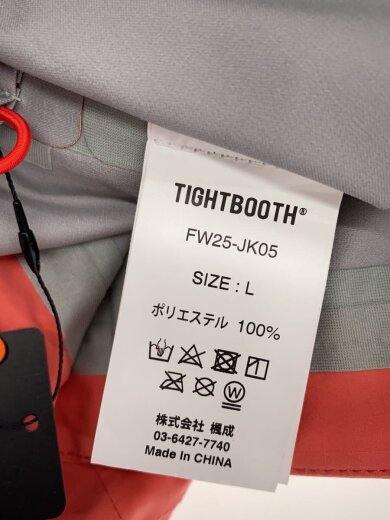 TIGHTBOOTH®
FW25-JK05
SIZE : L
ポリエステル 100%
株式会社 楓成
03-6427-7740
Made In CHINA